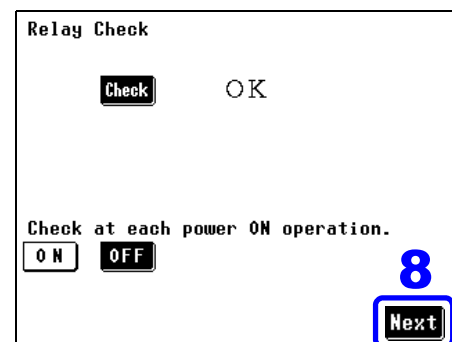 Relay Check
Check OK
Check at each power ON operation.
ON OFF
8
Next